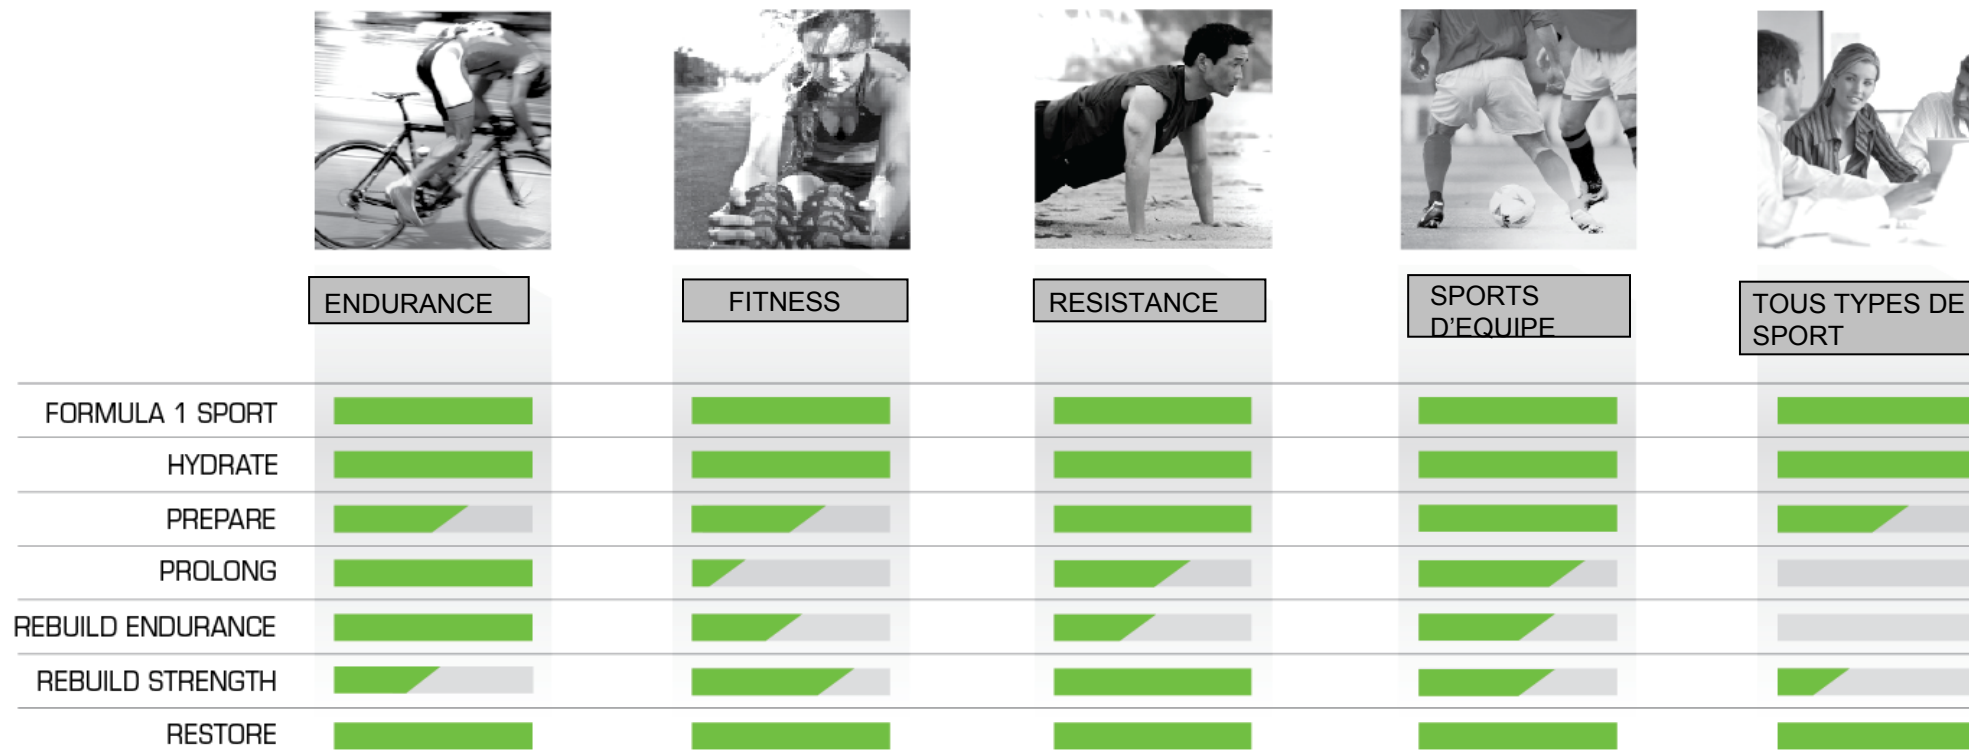 ENDURANCE
FITNESS
RESISTANCE
SPORTS
D’EQUIPE
TOUS TYPES DE
SPORT
FORMULA 1 SPORT
HYDRATE
PREPARE
PROLONG
REBUILD ENDURANCE
REBUILD STRENGTH
RESTORE